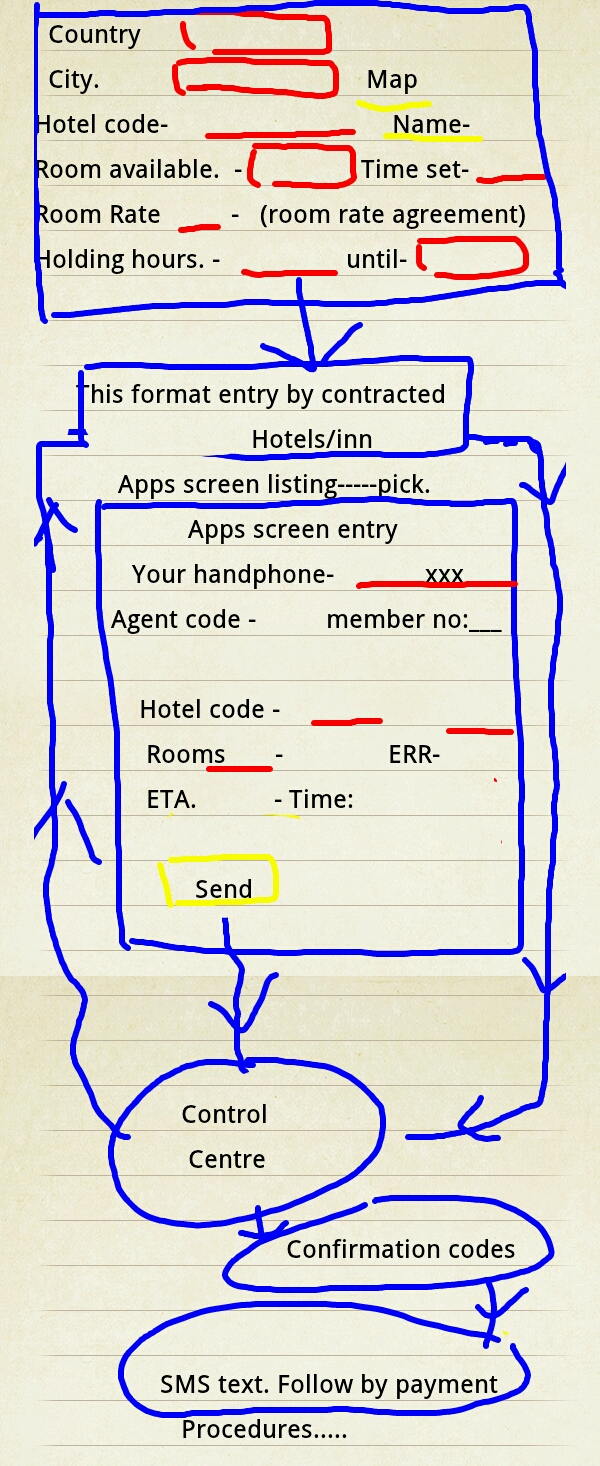 Country
City. Map
Hotel code- Name-
Room available. - Time set-
Room Rate - (room rate agreement)
Holding hours. - until-
This format entry by contracted
Hotels/inn
Apps screen listing-----pick.
Apps screen entry
Your handphone- xxx
Agent code - member no:___
Hotel code -
Rooms - ERR-
ETA. - Time:
Send
Control
Centre
Confirmation codes
SMS text. Follow by payment
Procedures.....